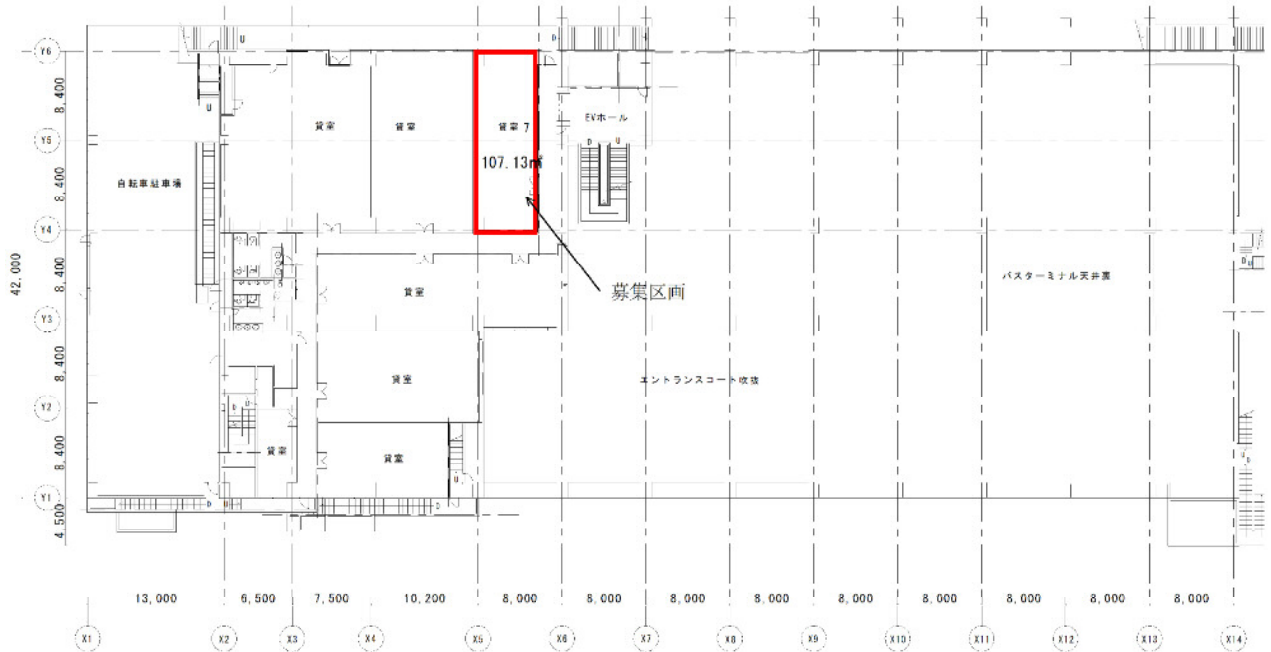 U
D
Y6
8,400
U
貸室
貸室
貸室 7
EVホール
Y5
D U
107.13㎡
自転車駐車場
8,400
Y4
42,000
8,400
貸室
募集区画
バスターミナル天井裏
D U
Y3
8,400
貸室
エントランスコート吹抜
Y2
D D
8,400
貸室
貸室
U
U
D
Y1
D U
D
4,500
13,000 6,500 7,500 10,200 8,000 8,000 8,000 8,000 8,000 8,000 8,000 8,000 8,000
X1 X2 X3 X4 X5 X6 X7 X8 X9 X10 X11 X12 X13 X14